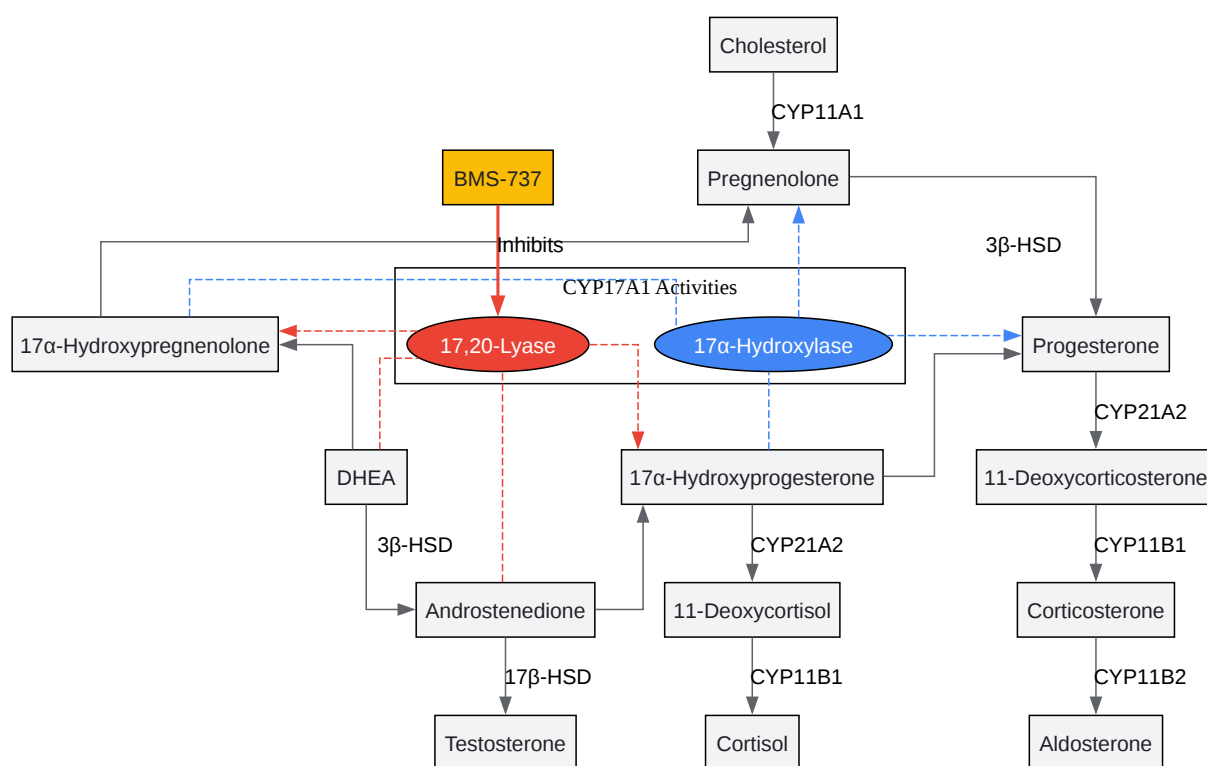 Cholesterol
CYP11A1
BMS-737
Pregnenolone
Inhibits
3β-HSD
CYP17A1 Activities
17α-Hydroxypregnenolone
17,20-Lyase
17α-Hydroxylase
Progesterone
CYP21A2
DHEA
17α-Hydroxyprogesterone
11-Deoxycorticosterone
3β-HSD
CYP21A2
CYP11B1
Androstenedione
11-Deoxycortisol
Corticosterone
17β-HSD
CYP11B1
CYP11B2
Testosterone
Cortisol
Aldosterone